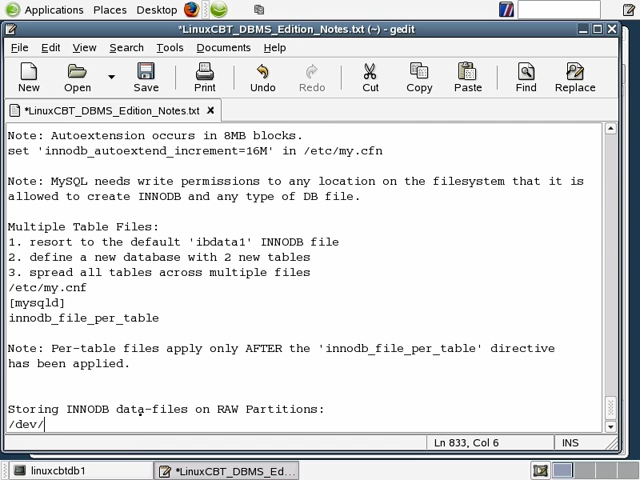 Applications Places Desktop
*LinuxCBT_DBMS_Edition_Notes.txt (~) - gedit
File Edit View Search Tools Documents Help
New Open Save Print Undo Redo Cut Copy Paste Find Replace
*LinuxCBT_DBMS_Edition_Notes.txt x
Note: Autoextension occurs in 8MB blocks.
set 'innodb_autoextend_increment=16M' in /etc/my.cfn
Note: MySQL needs write permissions to any location on the filesystem that it is
allowed to create INNODB and any type of DB file.
Multiple Table Files:
1. resort to the default 'ibdata1' INNODB file
2. define a new database with 2 new tables
3. spread all tables across multiple files
/etc/my.cnf
[mysqld]
innodb_file_per_table
Note: Per-table files apply only AFTER the 'innodb_file_per_table' directive
has been applied.
Storing INNODB data-files on RAW Partitions:
/dev/
Ln 833, Col 6 INS
linuxcbtdb1 *LinuxCBT_DBMS_Ed...